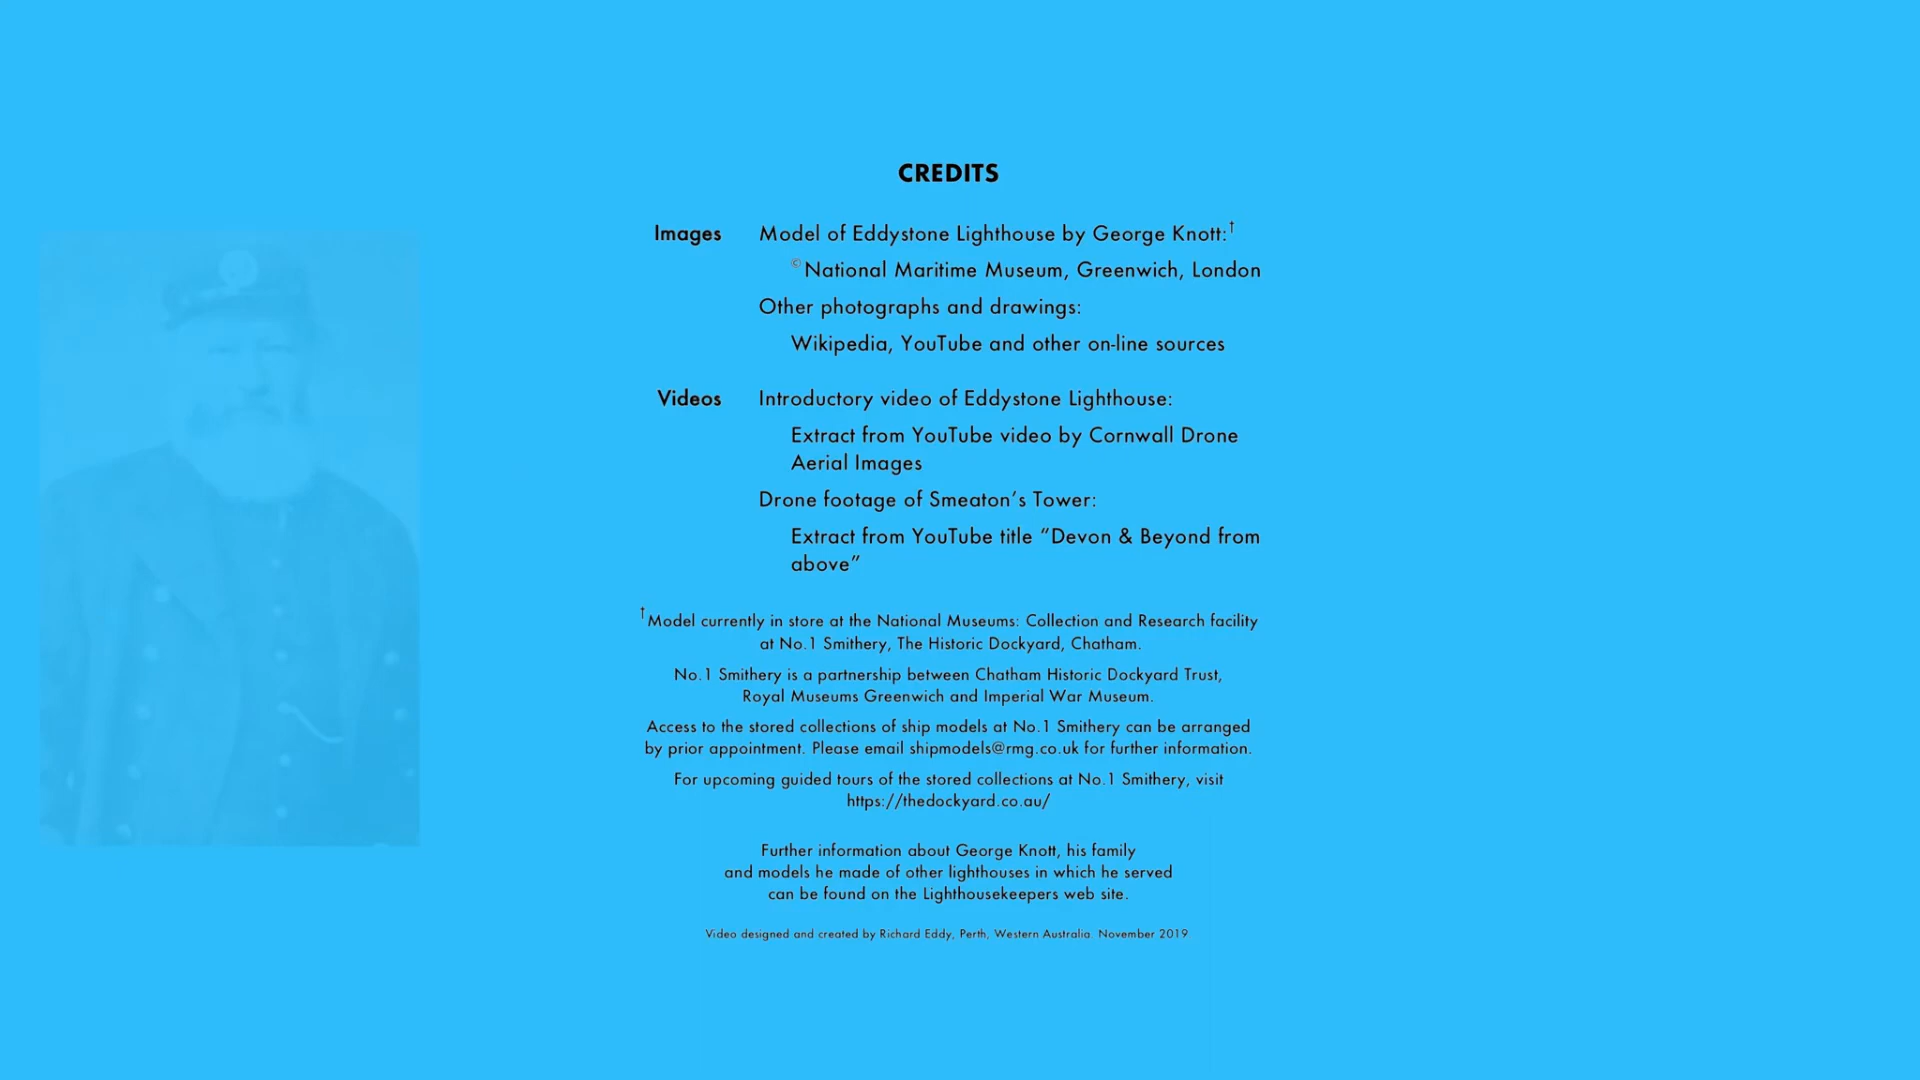 CREDITS
Images Model of Eddystone Lighthouse by George Knott:†
©National Maritime Museum, Greenwich, London
Other photographs and drawings:
Wikipedia, YouTube and other on-line sources
Videos Introductory video of Eddystone Lighthouse:
Extract from YouTube video by Cornwall Drone
Aerial Images
Drone footage of Smeaton’s Tower:
Extract from YouTube title “Devon & Beyond from
above”
†Model currently in store at the National Museums: Collection and Research facility
at No.1 Smithery, The Historic Dockyard, Chatham.
No.1 Smithery is a partnership between Chatham Historic Dockyard Trust,
Royal Museums Greenwich and Imperial War Museum.
Access to the stored collections of ship models at No.1 Smithery can be arranged
by prior appointment. Please email shipmodels@rmg.co.uk for further information.
For upcoming guided tours of the stored collections at No.1 Smithery, visit
https://thedockyard.co.au/
Further information about George Knott, his family
and models he made of other lighthouses in which he served
can be found on the Lighthousekeepers web site.
Video designed and created by Richard Eddy, Perth, Western Australia. November 2019